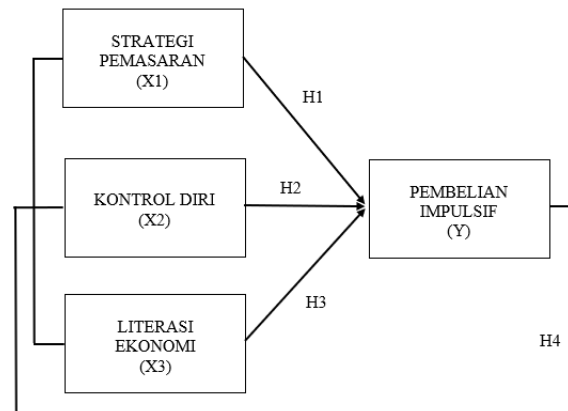 STRATEGI
PEMASARAN
(X1)
H1
KONTROL DIRI
(X2)
H2
PEMBELIAN
IMPULSIF
(Y)
H3
LITERASI
EKONOMI
(X3)
H4